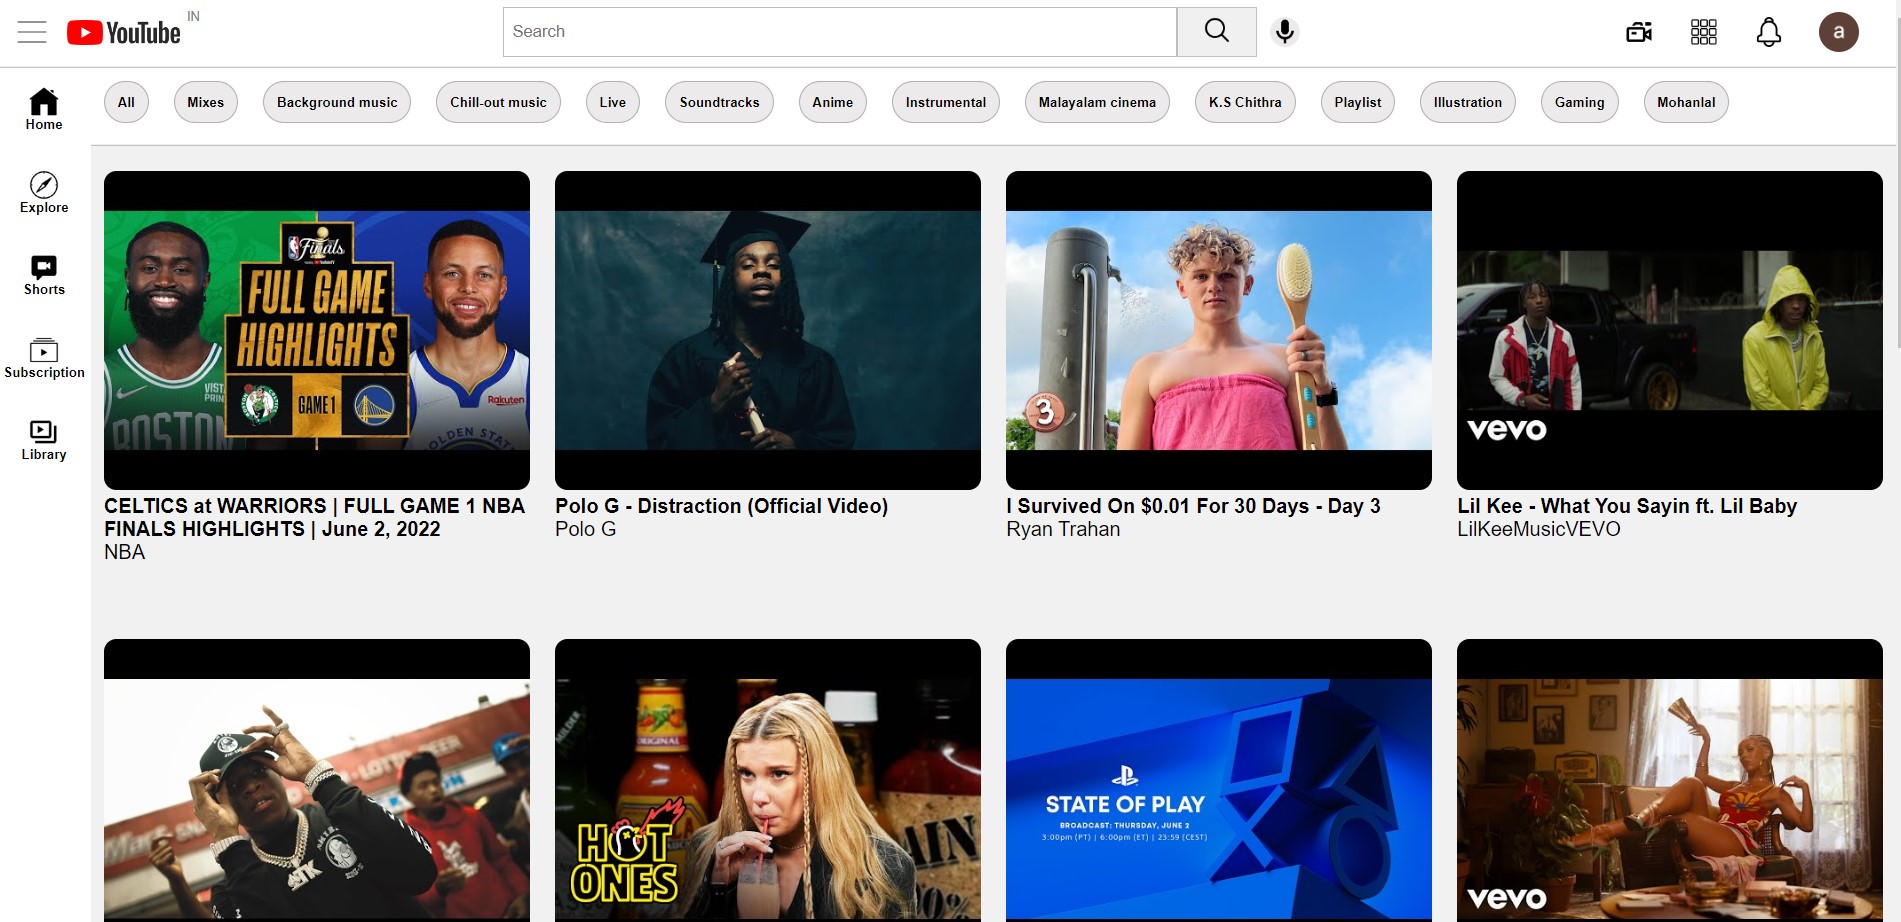 YouTube
IN
Search
a
Home
Explore
Shorts
Subscription
Library
All
Mixes
Background music
Chill-out music
Live
Soundtracks
Anime
Instrumental
Malayalam cinema
K.S Chithra
Playlist
Illustration
Gaming
Mohanlal
Finals
FULL GAME
HIGHLIGHTS
GAME 1
BOSTON
Rakuten
3
vevo
CELTICS at WARRIORS | FULL GAME 1 NBA
FINALS HIGHLIGHTS | June 2, 2022
NBA
Polo G - Distraction (Official Video)
Polo G
I Survived On $0.01 For 30 Days - Day 3
Ryan Trahan
Lil Kee - What You Sayin ft. Lil Baby
LilKeeMusicVEVO
ORIGINAL
HOT
ONES
STATE OF PLAY
BROADCAST: THURSDAY, JUNE 2
3:00pm (PT) | 6:00pm (ET) | 23:59 (CEST)
vevo